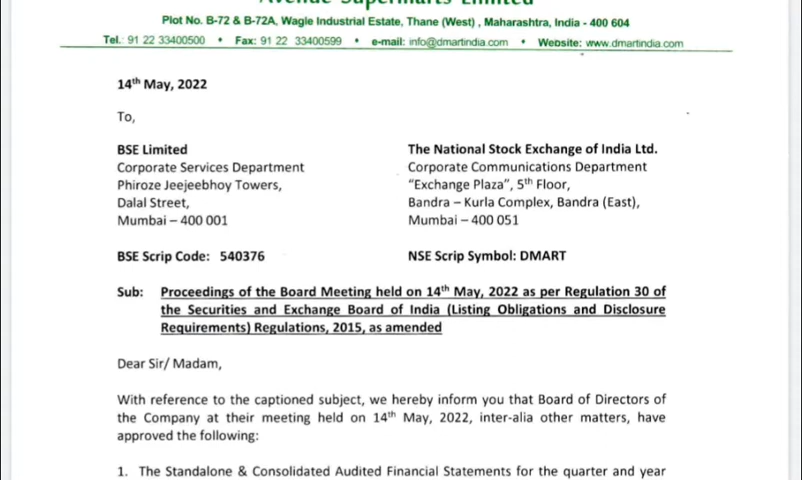 Avenue Supermarts Limited
Plot No. B-72 & B-72A, Wagle Industrial Estate, Thane (West) , Maharashtra, India - 400 604
Tel.: 91 22 33400500 • Fax: 91 22 33400599 • e-mail: info@dmartindia.com • Website: www.dmartindia.com
14th May, 2022
To,
BSE Limited
Corporate Services Department
Phiroze Jeejeebhoy Towers,
Dalal Street,
Mumbai – 400 001
The National Stock Exchange of India Ltd.
Corporate Communications Department
“Exchange Plaza”, 5th Floor,
Bandra – Kurla Complex, Bandra (East),
Mumbai – 400 051
BSE Scrip Code: 540376
NSE Scrip Symbol: DMART
Sub: Proceedings of the Board Meeting held on 14th May, 2022 as per Regulation 30 of
the Securities and Exchange Board of India (Listing Obligations and Disclosure
Requirements) Regulations, 2015, as amended
Dear Sir/ Madam,
With reference to the captioned subject, we hereby inform you that Board of Directors of
the Company at their meeting held on 14th May, 2022, inter-alia other matters, have
approved the following:
1. The Standalone & Consolidated Audited Financial Statements for the quarter and year